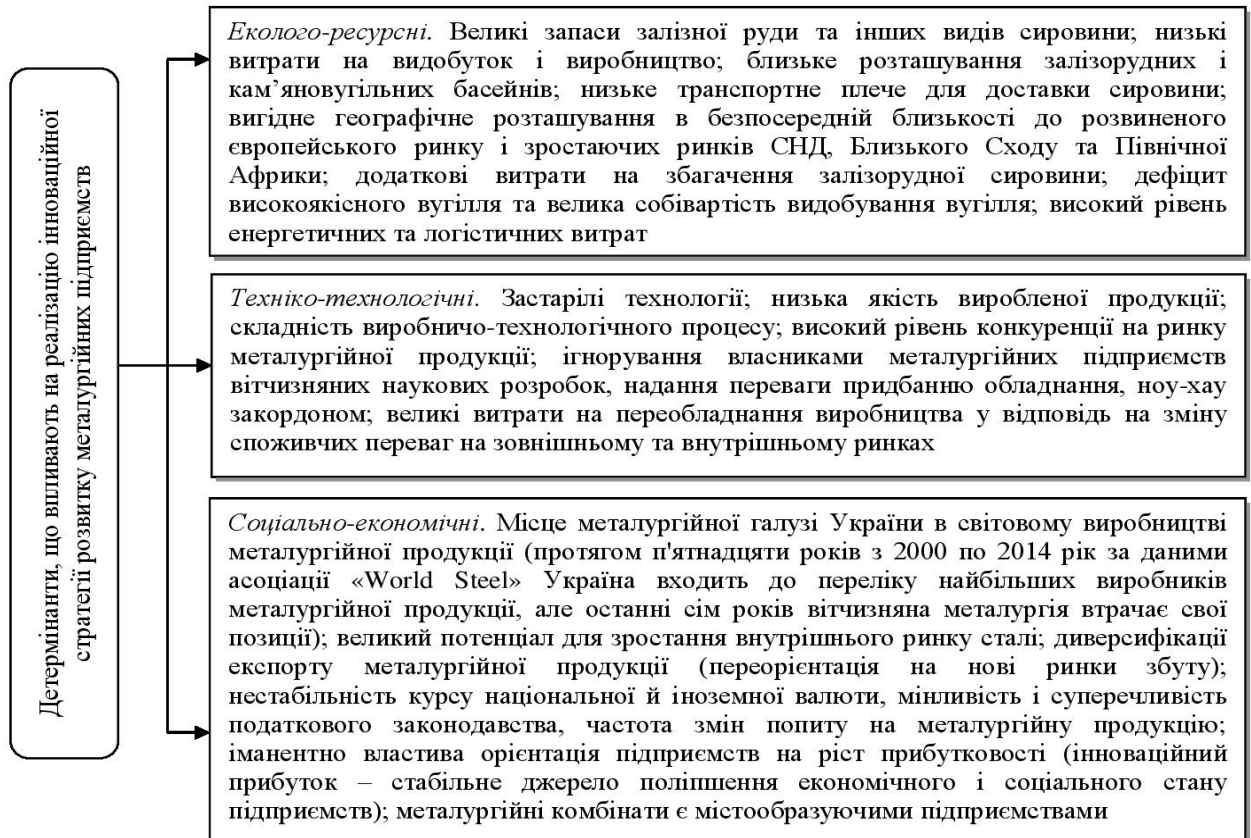 Детермінанти, що впливають на реалізацію інноваційної
стратегії розвитку металургійних підприємств
Еколого-ресурсні. Великі запаси залізної руди та інших видів сировини; низькі
витрати на видобуток і виробництво; близьке розташування залізорудних і
кам’яновугільних басейнів; низьке транспортне плече для доставки сировини;
вигідне географічне розташування в безпосередній близькості до розвиненого
європейського ринку і зростаючих ринків СНД, Близького Сходу та Північної
Африки; додаткові витрати на збагачення залізорудної сировини; дефіцит
високоякісного вугілля та велика собівартість видобування вугілля; високий рівень
енергетичних та логістичних витрат
Техніко-технологічні. Застарілі технології; низька якість виробленої продукції;
складність виробничо-технологічного процесу; високий рівень конкуренції на ринку
металургійної продукції; ігнорування власниками металургійних підприємств
вітчизняних наукових розробок, надання переваги придбанню обладнання, ноу-хау
закордоном; великі витрати на переобладнання виробництва у відповідь на зміну
споживчих переваг на зовнішньому та внутрішньому ринках
Соціально-економічні. Місце металургійної галузі України в світовому виробництві
металургійної продукції (протягом п'ятнадцяти років з 2000 по 2014 рік за даними
асоціації «World Steel» Україна входить до переліку найбільших виробників
металургійної продукції, але останні сім років вітчизняна металургія втрачає свої
позиції); великий потенціал для зростання внутрішнього ринку сталі; диверсифікації
експорту металургійної продукції (переорієнтація на нові ринки збуту);
нестабільність курсу національної й іноземної валюти, мінливість і суперечливість
податкового законодавства, частота змін попиту на металургійну продукцію;
іманентно властива орієнтація підприємств на ріст прибутковості (інноваційний
прибуток – стабільне джерело поліпшення економічного і соціального стану
підприємств); металургійні комбінати є містообразуючими підприємствами